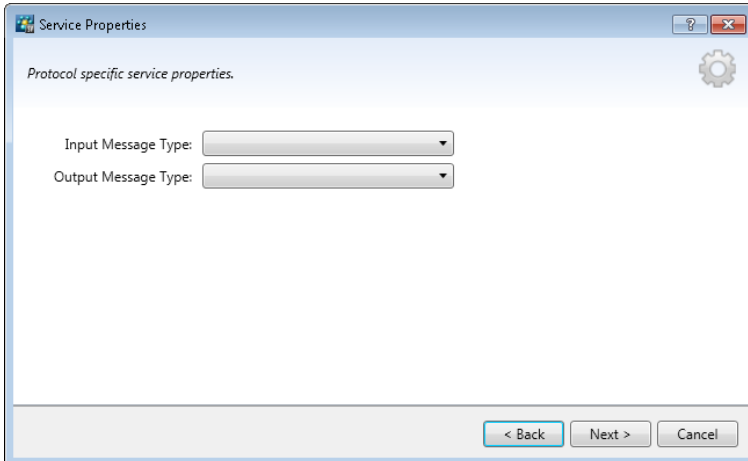 Service Properties
?
Protocol specific service properties.
Input Message Type:
Output Message Type:
< Back Next > Cancel